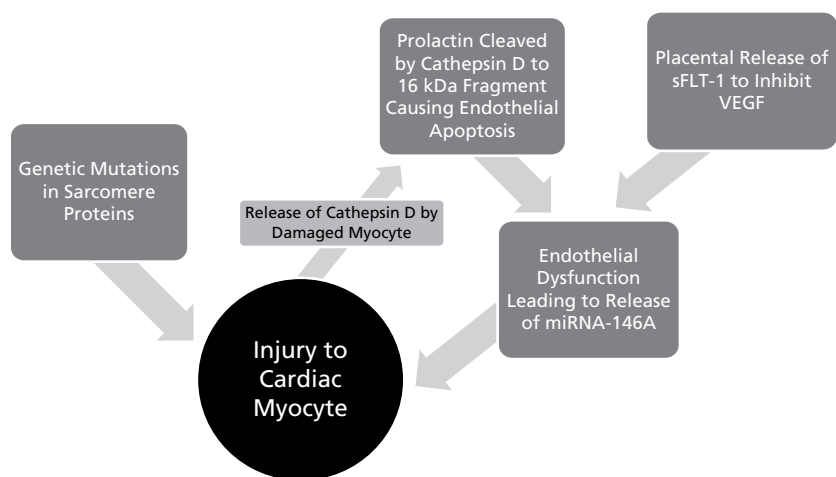 Prolactin Cleaved
by Cathepsin D to
16 kDa Fragment
Causing Endothelial
Apoptosis
Placental Release of
sFLT-1 to Inhibit
VEGF
Genetic Mutations
in Sarcomere
Proteins
Release of Cathepsin D by
Damaged Myocyte
Endothelial
Dysfunction
Leading to Release
of miRNA-146A
Injury to
Cardiac
Myocyte